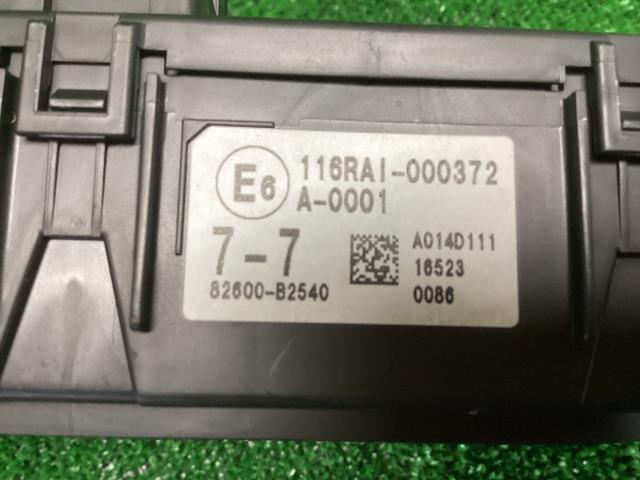 E6 116RAI-000372
A-0001
7-7
82600-B2540
A014D111
16523
0086